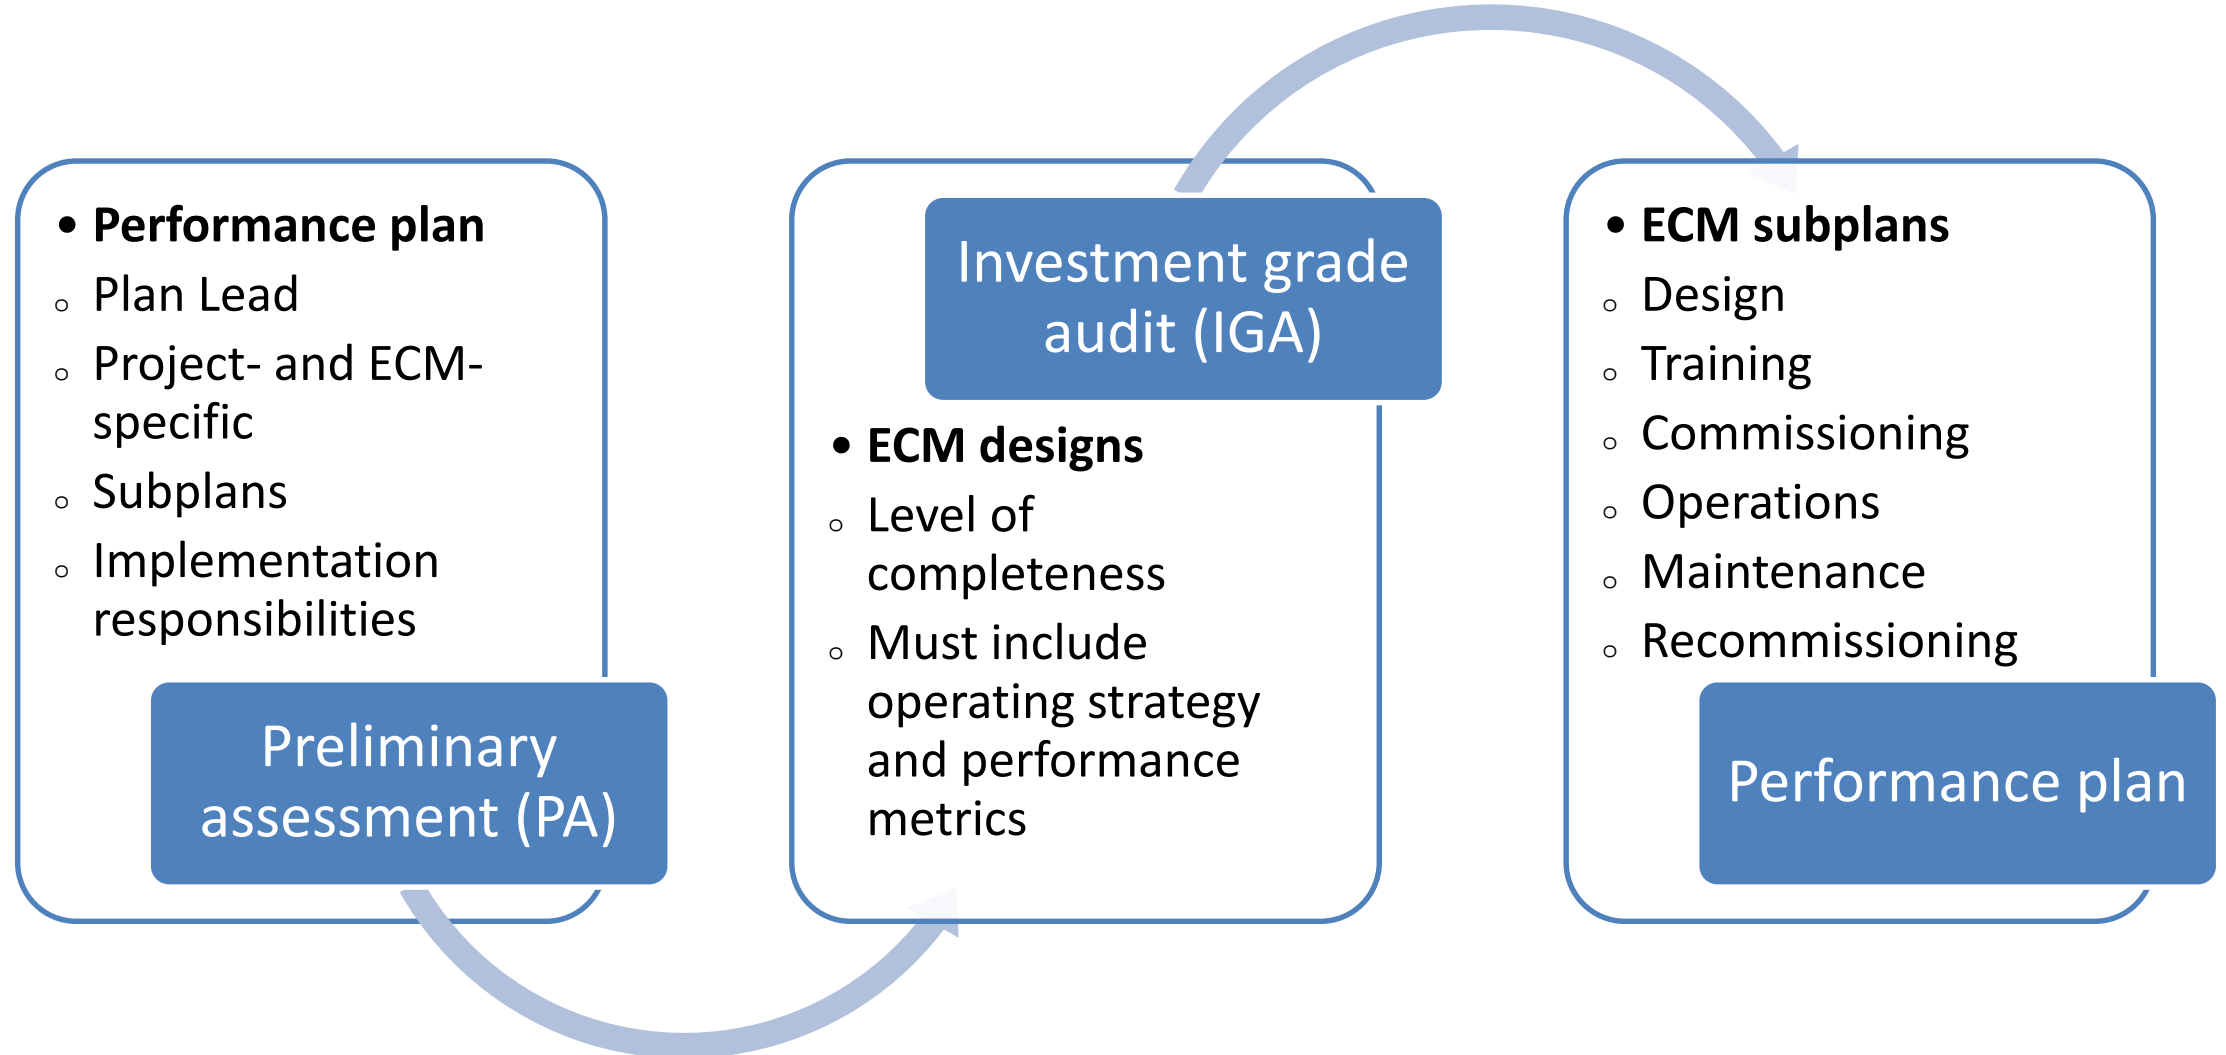 • Performance plan
○ Plan Lead
○ Project- and ECM-
specific
○ Subplans
○ Implementation
responsibilities
Preliminary
assessment (PA)
Investment grade
audit (IGA)
• ECM designs
○ Level of
completeness
○ Must include
operating strategy
and performance
metrics
• ECM subplans
○ Design
○ Training
○ Commissioning
○ Operations
○ Maintenance
○ Recommissioning
Performance plan